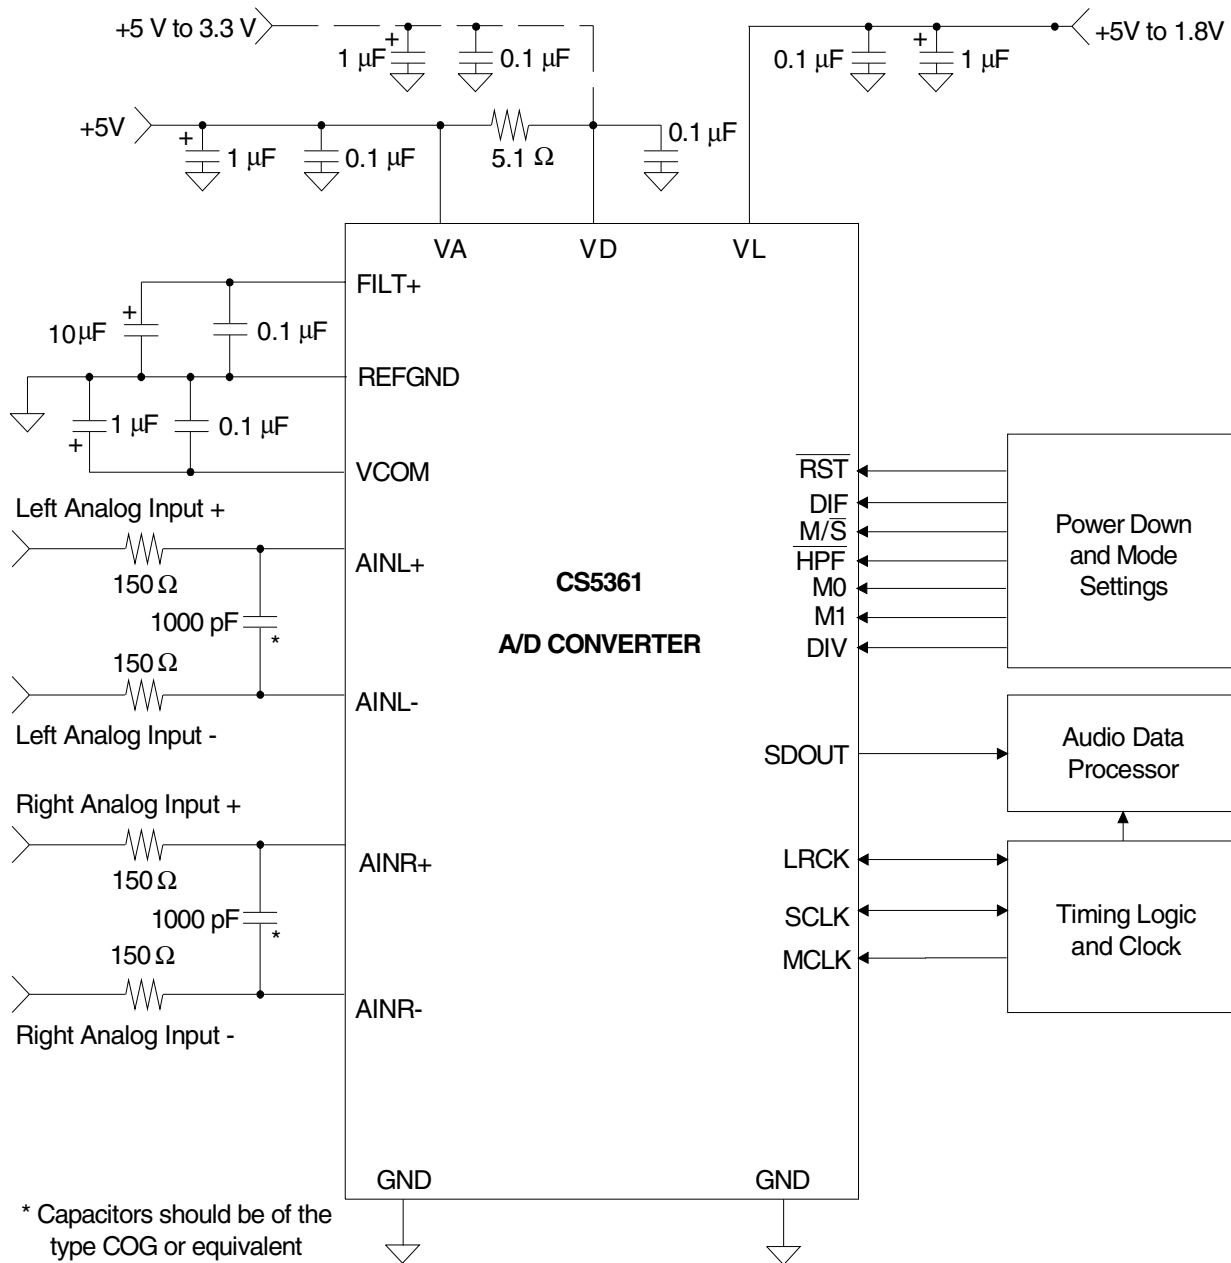 +5 V to 3.3 V
+
1 μF
0.1 μF
0.1 μF
+
1 μF
+5V to 1.8V
+5V
+
1 μF
0.1 μF
5.1 Ω
0.1 μF
VA
VD
VL
FILT+
+
10 μF
0.1 μF
REFGND
1 μF
+
0.1 μF
VCOM
Left Analog Input +
150 Ω
AINL+
1000 pF
*
150 Ω
AINL-
Left Analog Input -
Right Analog Input +
150 Ω
AINR+
1000 pF
*
150 Ω
AINR-
Right Analog Input -
CS5361
A/D CONVERTER
RST
DIF
M/S
HPF
M0
M1
DIV
Power Down
and Mode
Settings
SDOUT
Audio Data
Processor
LRCK
SCLK
MCLK
Timing Logic
and Clock
GND
GND
* Capacitors should be of the
type COG or equivalent